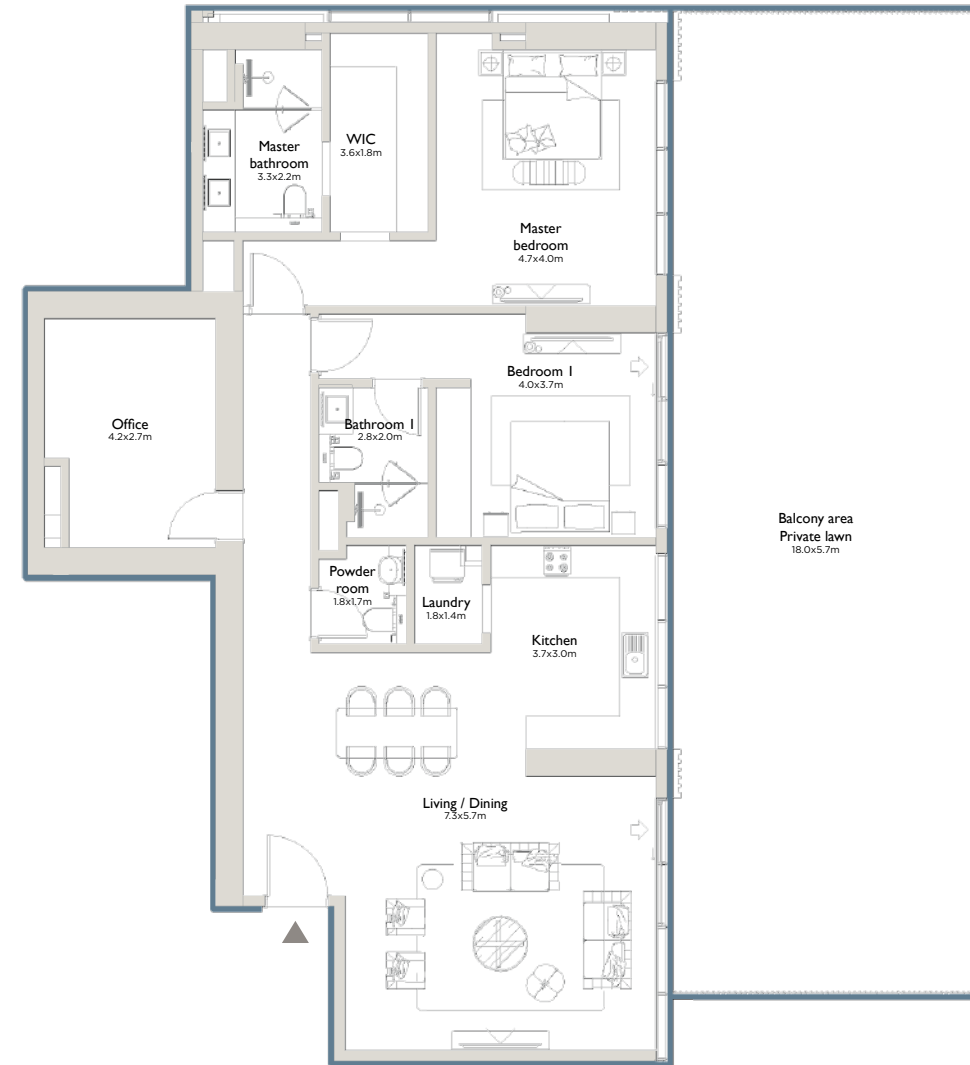 WIC
3.6x1.8m
Master
bathroom
3.3x2.2m
Master
bedroom
4.7x4.0m
Bedroom 1
4.0x3.7m
Office
4.2x2.7m
Bathroom 1
2.8x2.0m
Balcony area
Private lawn
18.0x5.7m
Powder
room
1.8x1.7m
Laundry
1.8x1.4m
Kitchen
3.7x3.0m
Living / Dining
7.3x5.7m